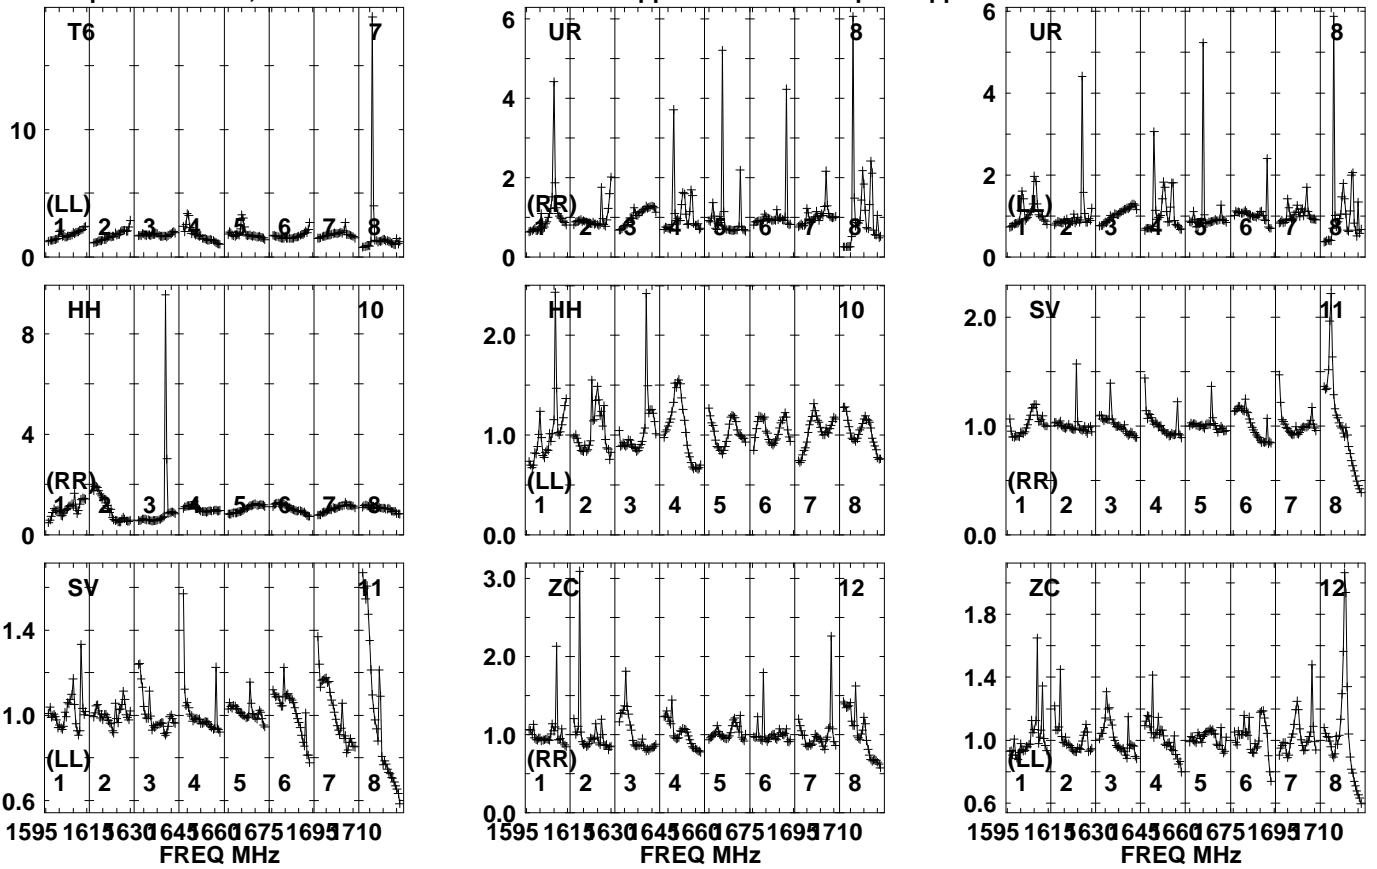 T6 7
10
(LL)
1 2 3 4 5 6 7 8
0
UR 8
6
4
2
(RR)
1 2 3 4 5 6 7 8
0
UR 8
6
4
2
(LL)
1 2 3 4 5 6 7 8
0
HH 10
8
4
(RR)
1 2 3 4 5 6 7 8
0
HH 10
2.0
1.0
(LL)
1 2 3 4 5 6 7 8
0.0
SV 11
2.0
1.0
(RR)
1 2 3 4 5 6 7 8
0.0
SV 11
1.4
1.0
(LL)
1 2 3 4 5 6 7 8
0.6
1595 1615 1630 1645 1660 1675 1695 1710
FREQ MHz
ZC 12
3.0
2.0
1.0
(RR)
1 2 3 4 5 6 7 8
0.0
1595 1615 1630 1645 1660 1675 1695 1710
FREQ MHz
ZC 12
1.8
1.4
1.0
(LL)
1 2 3 4 5 6 7 8
0.6
1595 1615 1630 1645 1660 1675 1695 1710
FREQ MHz